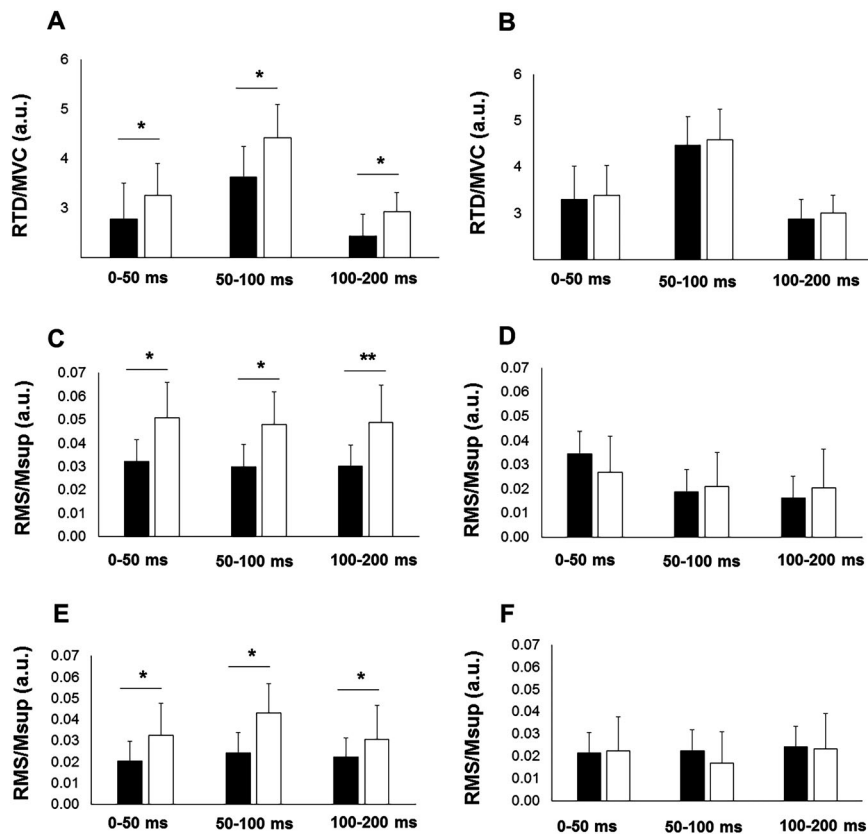 A
RTD/MVC (a.u.)
6
5
4
3
*
*
*
0-50 ms
50-100 ms
100-200 ms
B
RTD/MVC (a.u.)
6
5
4
3
0-50 ms
50-100 ms
100-200 ms
C
RMS/Msup (a.u.)
0.07
0.06
0.05
0.04
0.03
0.02
0.01
0.00
*
*
**
0-50 ms
50-100 ms
100-200 ms
D
RMS/Msup (a.u.)
0.07
0.06
0.05
0.04
0.03
0.02
0.01
0.00
0-50 ms
50-100 ms
100-200 ms
E
RMS/Msup (a.u.)
0.07
0.06
0.05
0.04
0.03
0.02
0.01
0.00
*
*
*
0-50 ms
50-100 ms
100-200 ms
F
RMS/Msup (a.u.)
0.07
0.06
0.05
0.04
0.03
0.02
0.01
0.00
0-50 ms
50-100 ms
100-200 ms